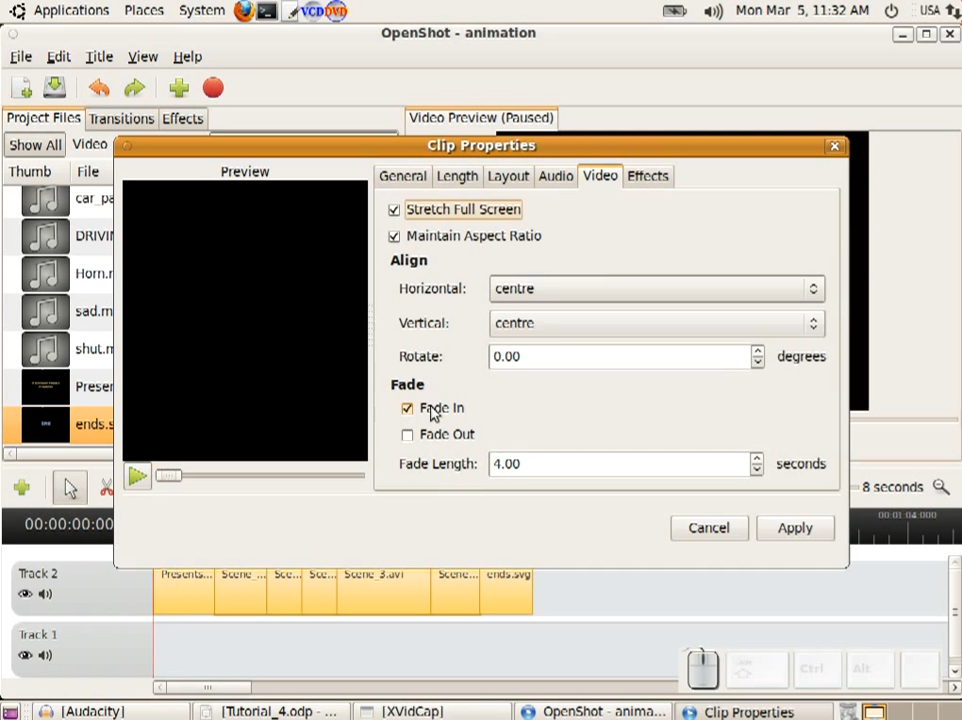 Applications Places System VCDDVD Mon Mar 5, 11:32 AM USA
OpenShot - animation
File Edit Title View Help
Project Files Transitions Effects Video Preview (Paused)
Show All Video
Clip Properties
Thumb File
Preview
General Length Layout Audio Video Effects
car_pa
Stretch Full Screen
DRIVIN
Maintain Aspect Ratio
Align
Horn.m
Horizontal: centre
sad.m
Vertical: centre
shut.m
Rotate: 0.00 degrees
Presen
Fade
Fade In
ends.s
Fade Out
Fade Length: 4.00 seconds
8 seconds
00:00:00:00
00:01:04:000
Cancel Apply
Track 2
Presents... Scene_... Sce... Sce... Scene_3.avi Scene... ends.svg
Track 1
Ctrl Alt
[Audacity] [Tutorial_4.odp - ... [XVidCap] OpenShot - anima... Clip Properties